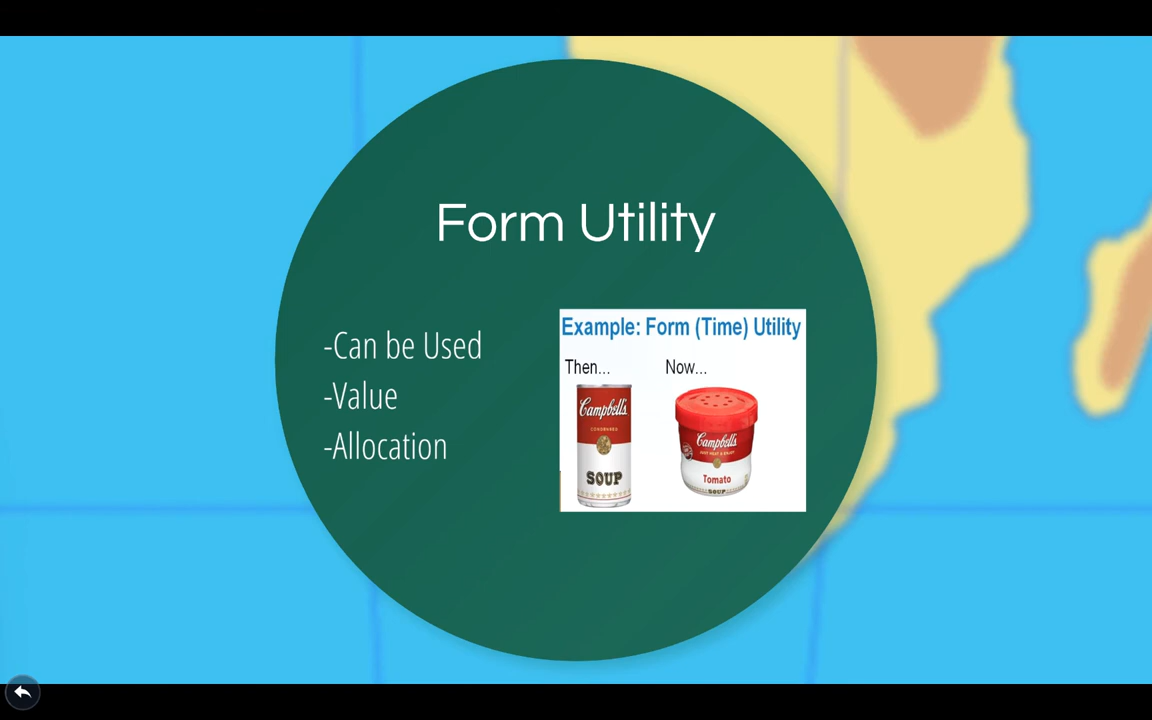 Form Utility
-Can be Used
-Value
-Allocation
Example: Form (Time) Utility
Then... Now...
Campbell's
CONDENSED
SOUP
Campbell's
Tomato
SOUP